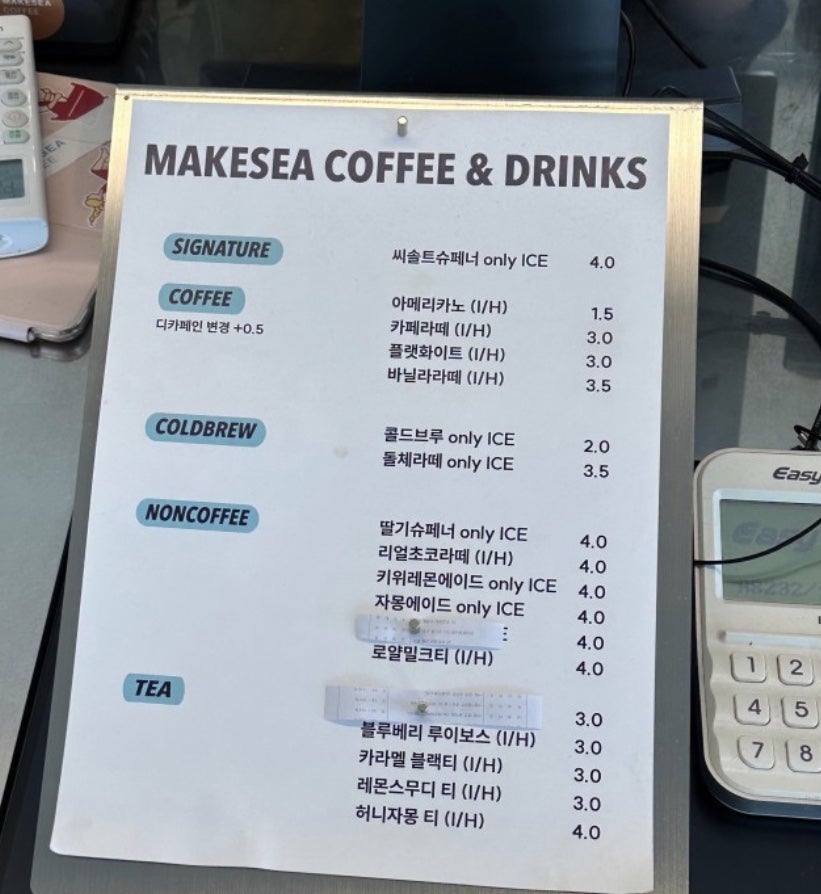 MAKESEA
COFFEE
MAKESEA COFFEE & DRINKS
SIGNATURE
씨솔트슈페너 only ICE 4.0
COFFEE
디카페인 변경 +0.5
아메리카노 (I/H) 1.5
카페라떼 (I/H) 3.0
플랫화이트 (I/H) 3.0
바닐라라떼 (I/H) 3.5
COLDBREW
콜드브루 only ICE 2.0
돌체라떼 only ICE 3.5
NONCOFFEE
딸기슈페너 only ICE 4.0
리얼초코라떼 (I/H) 4.0
키위레몬에이드 only ICE 4.0
자몽에이드 only ICE 4.0
4.0
로얄밀크티 (I/H) 4.0
TEA
3.0
블루베리 루이보스 (I/H) 3.0
카라멜 블랙티 (I/H) 3.0
레몬스무디 티 (I/H) 3.0
허니자몽 티 (I/H) 4.0
Easy
1 2
4 5
7 8